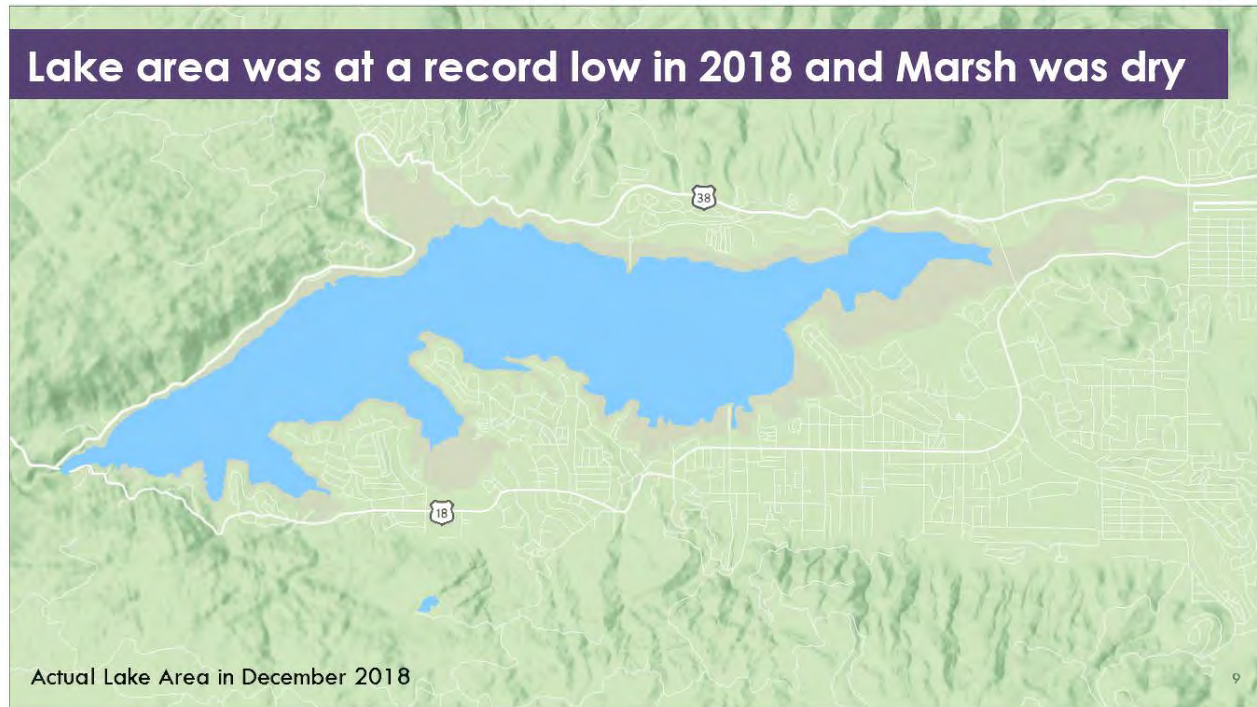 Lake area was at a record low in 2018 and Marsh was dry
38
18
Actual Lake Area in December 2018
9